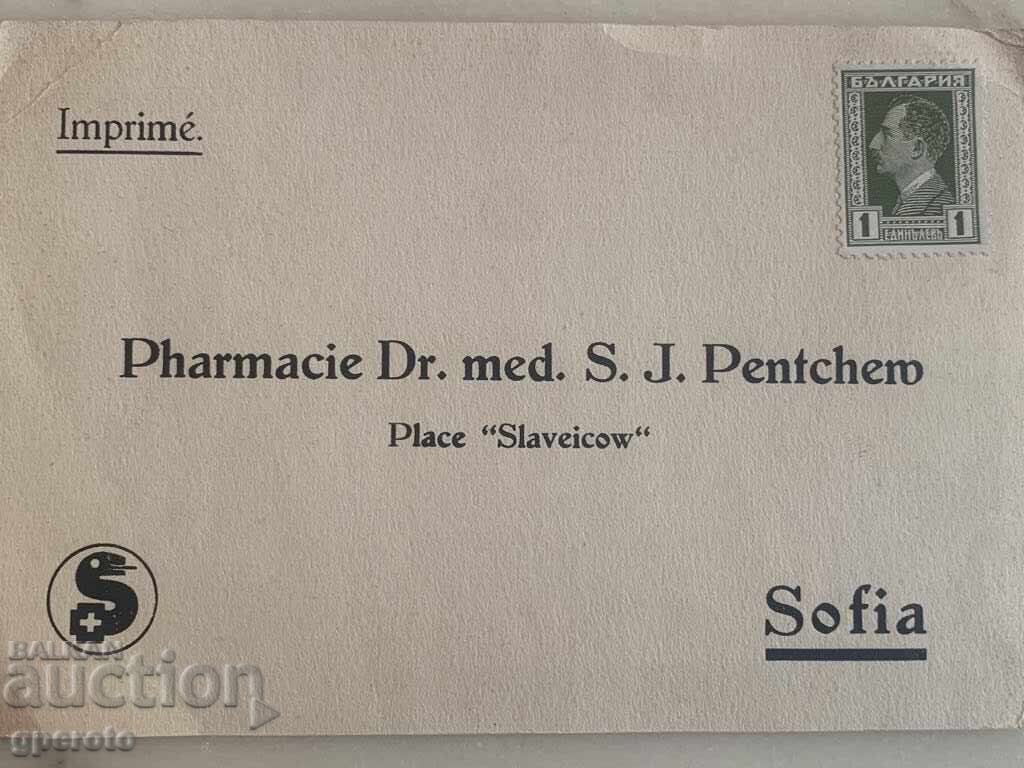 Imprimé.
БЪЛГАРИЯ
1 ЕДИНЪ ЛЕВЪ 1
Pharmacie Dr. med. S. J. Pentchew
Place “Slaveicow“
Sofia
BALKAN
auction
gperoto